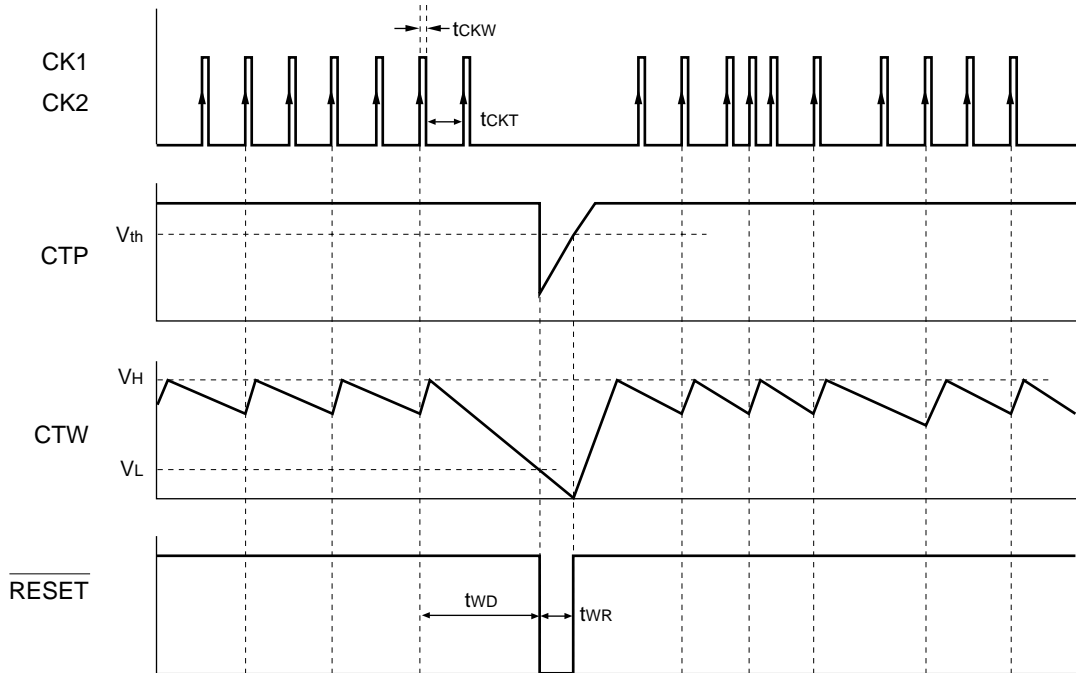 tCKW
CK1
CK2
tCKT
Vth
CTP
VH
CTW
VL
RESET
tWD
tWR